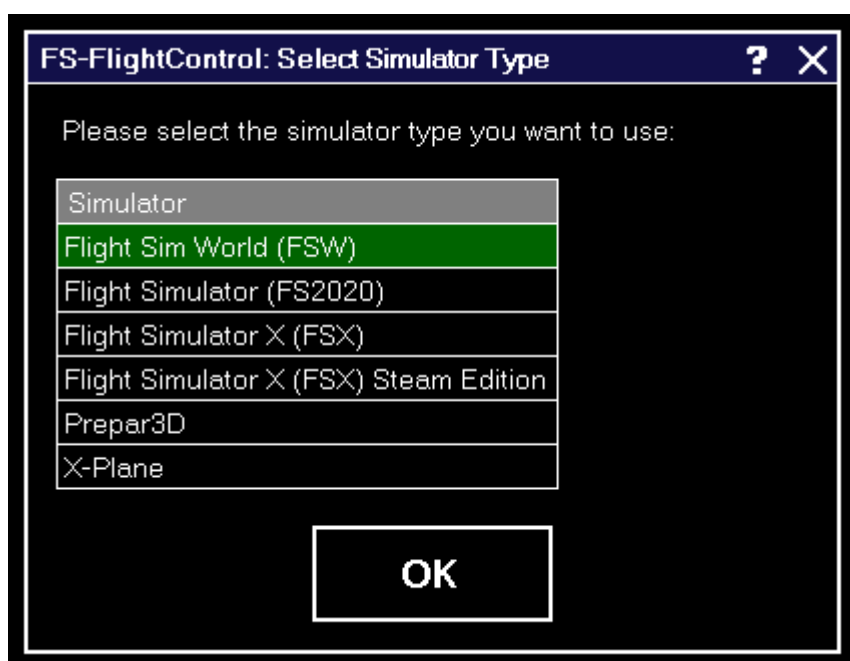 FS-FlightControl: Select Simulator Type ? X
Please select the simulator type you want to use:
Simulator
Flight Sim World (FSW)
Flight Simulator (FS2020)
Flight Simulator X (FSX)
Flight Simulator X (FSX) Steam Edition
Prepar3D
X-Plane
OK